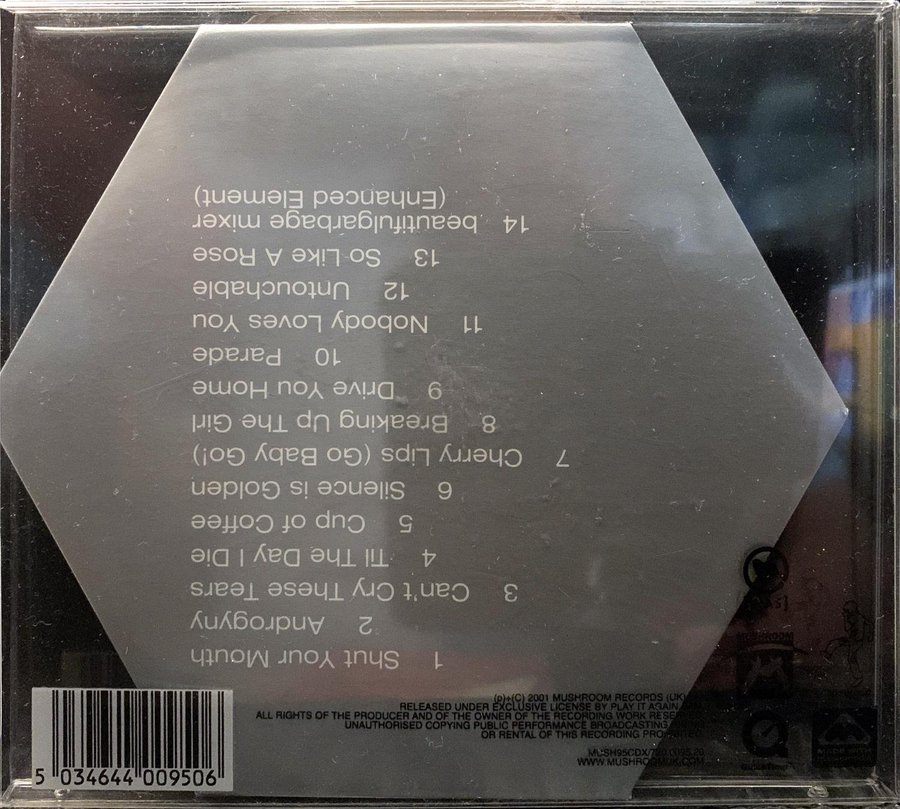 1 Shut Your Mouth
2 Androgyny
3 Can't Cry These Tears
4 Til The Day I Die
5 Cup of Coffee
6 Silence is Golden
7 Cherry Lips (Go Baby Go!)
8 Breaking Up The Girl
9 Drive You Home
10 Parade
11 Nobody Loves You
12 Untouchable
13 So Like A Rose
14 beautifulgarbage mixer
(Enhanced Element)
(p)+(C) 2001 MUSHROOM RECORDS (UK)
RELEASED UNDER EXCLUSIVE LICENSE BY PLAY IT AGAIN
ALL RIGHTS OF THE PRODUCER AND OF THE OWNER OF THE RECORDING WORK
UNAUTHORISED COPYING PUBLIC PERFORMANCE BROADCASTING
OR RENTAL OF THIS RECORDING PROHIBITED
WWW.MUSHROOMUK.COM
MUSHROOM
MADE WITH
5 034644 009506